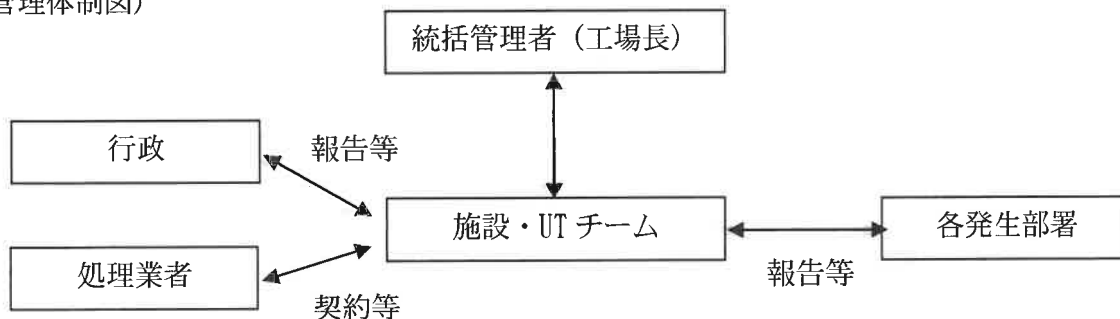 管理体制図）
統括管理者（工場長）
行政
報告等
施設・UTチーム
各発生部署
処理業者
報告等
契約等